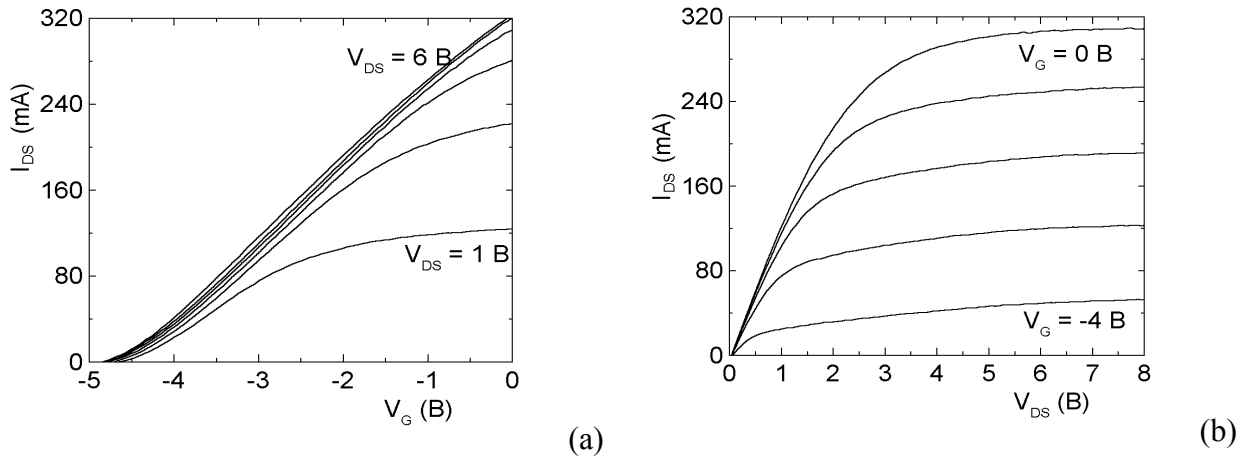 320
240
160
80
0
I_DS (mA)
V_DS = 6 В
V_DS = 1 В
-5 -4 -3 -2 -1 0
V_G (В)
(a)
320
240
160
80
0
I_DS (mA)
V_G = 0 В
V_G = -4 В
0 1 2 3 4 5 6 7 8
V_DS (В)
(b)